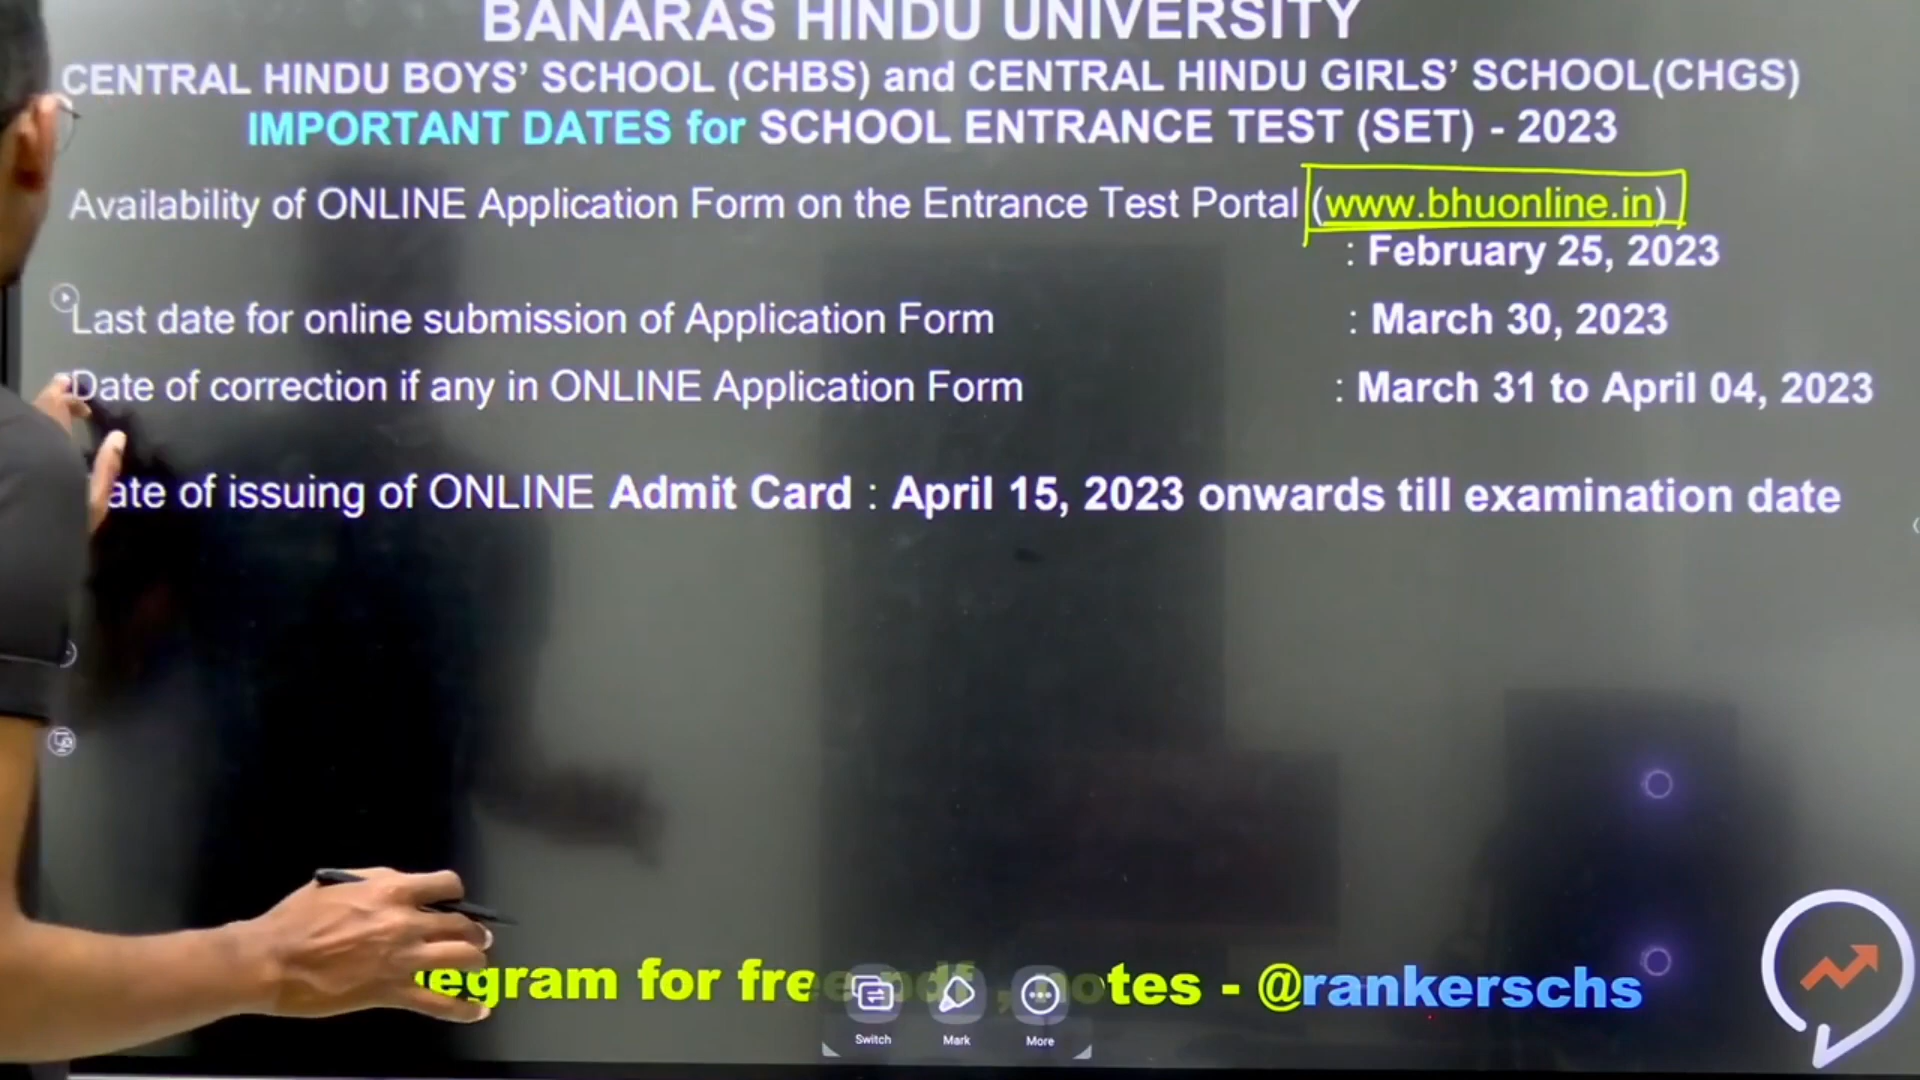 BANARAS HINDU UNIVERSITY
CENTRAL HINDU BOYS’ SCHOOL (CHBS) and CENTRAL HINDU GIRLS’ SCHOOL(CHGS)
IMPORTANT DATES for SCHOOL ENTRANCE TEST (SET) - 2023
Availability of ONLINE Application Form on the Entrance Test Portal (www.bhuonline.in)
: February 25, 2023
Last date for online submission of Application Form : March 30, 2023
Date of correction if any in ONLINE Application Form : March 31 to April 04, 2023
ate of issuing of ONLINE Admit Card : April 15, 2023 onwards till examination date
egram for free pdf , notes - @rankerschs
Switch Mark More